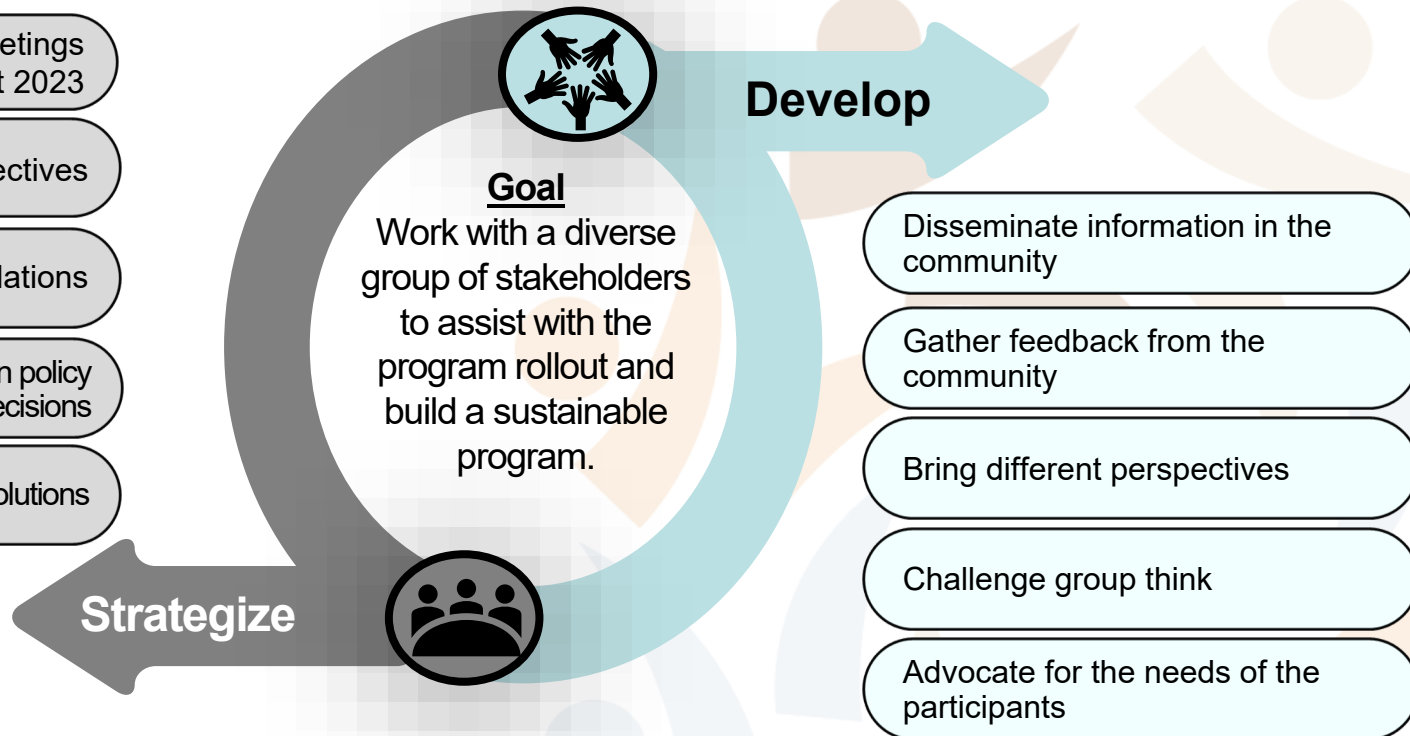 2023
Develop
Goal
Work with a diverse
group of stakeholders
to assist with the
program rollout and
build a sustainable
program.
policy
Strategize
Disseminate information in the
community
Gather feedback from the
community
Bring different perspectives
Challenge group think
Advocate for the needs of the
participants